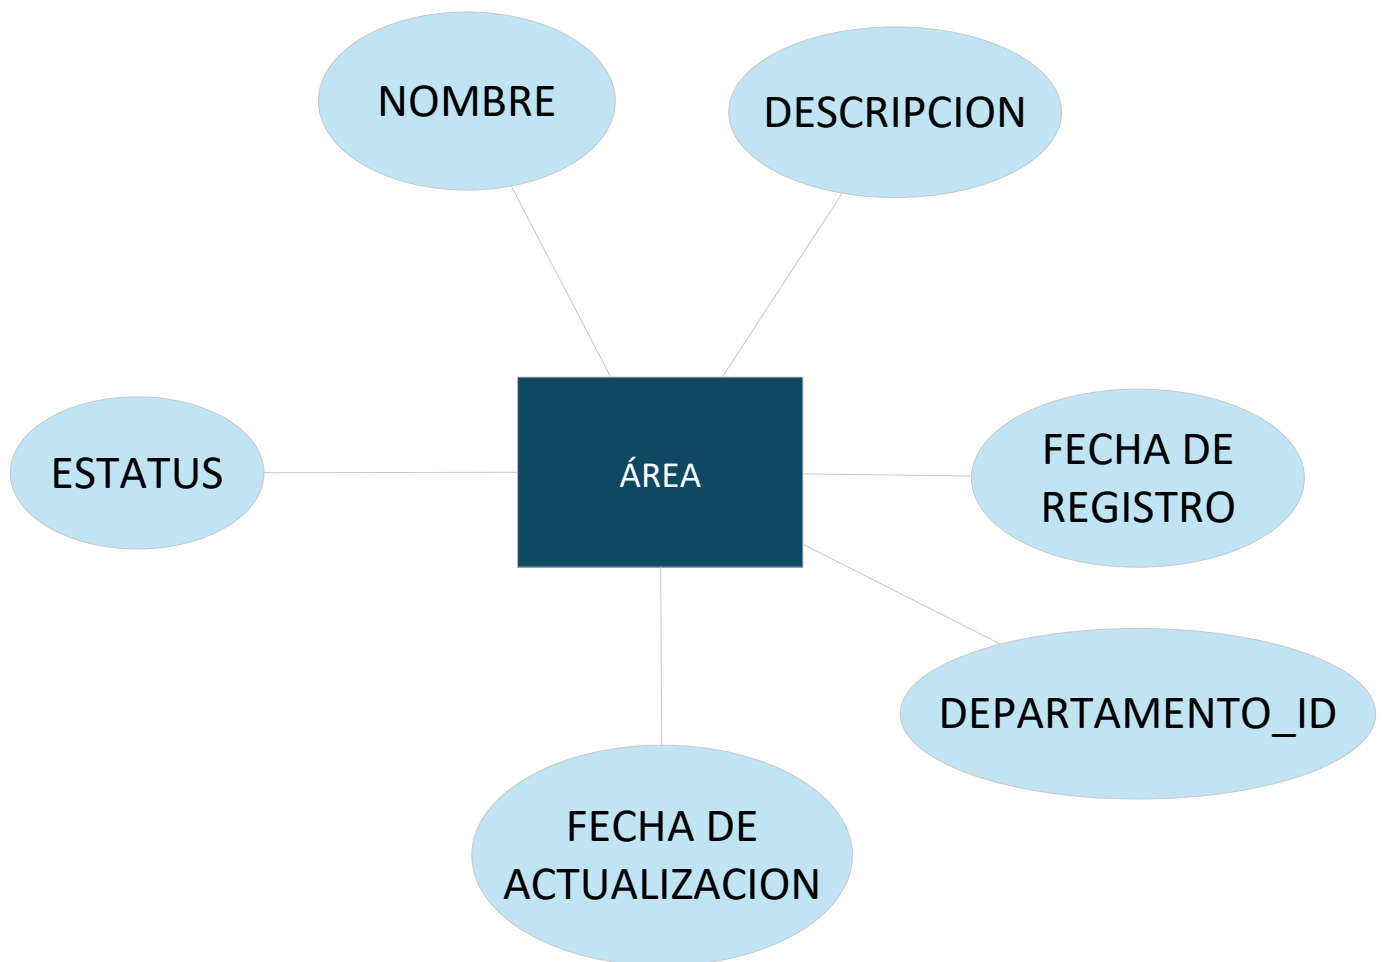 NOMBRE
DESCRIPCION
ESTATUS
ÁREA
FECHA DE
REGISTRO
DEPARTAMENTO_ID
FECHA DE
ACTUALIZACION